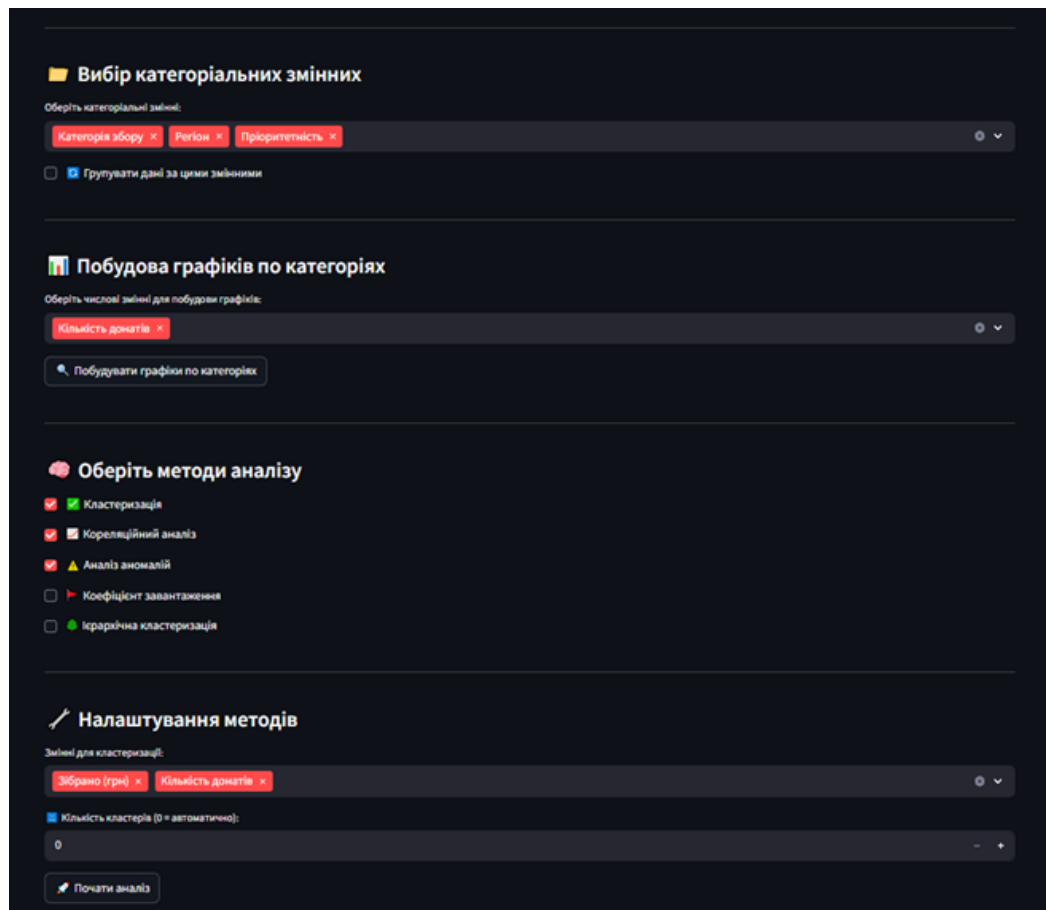 Вибір категоріальних змінних
Оберіть категоріальні змінні:
Категорія збору × Регіон × Пріоритетність ×
Групувати дані за цими змінними
Побудова графіків по категоріях
Оберіть числові змінні для побудови графіків:
Кількість донатів ×
Побудувати графіки по категоріях
Оберіть методи аналізу
Кластеризація
Кореляційний аналіз
Аналіз аномалій
Коефіцієнт завантаження
Ієрархічна кластеризація
Налаштування методів
Змінні для кластеризації:
Зібрано (грн) × Кількість донатів ×
Кількість кластерів (0 = автоматично):
0 − +
Почати аналіз